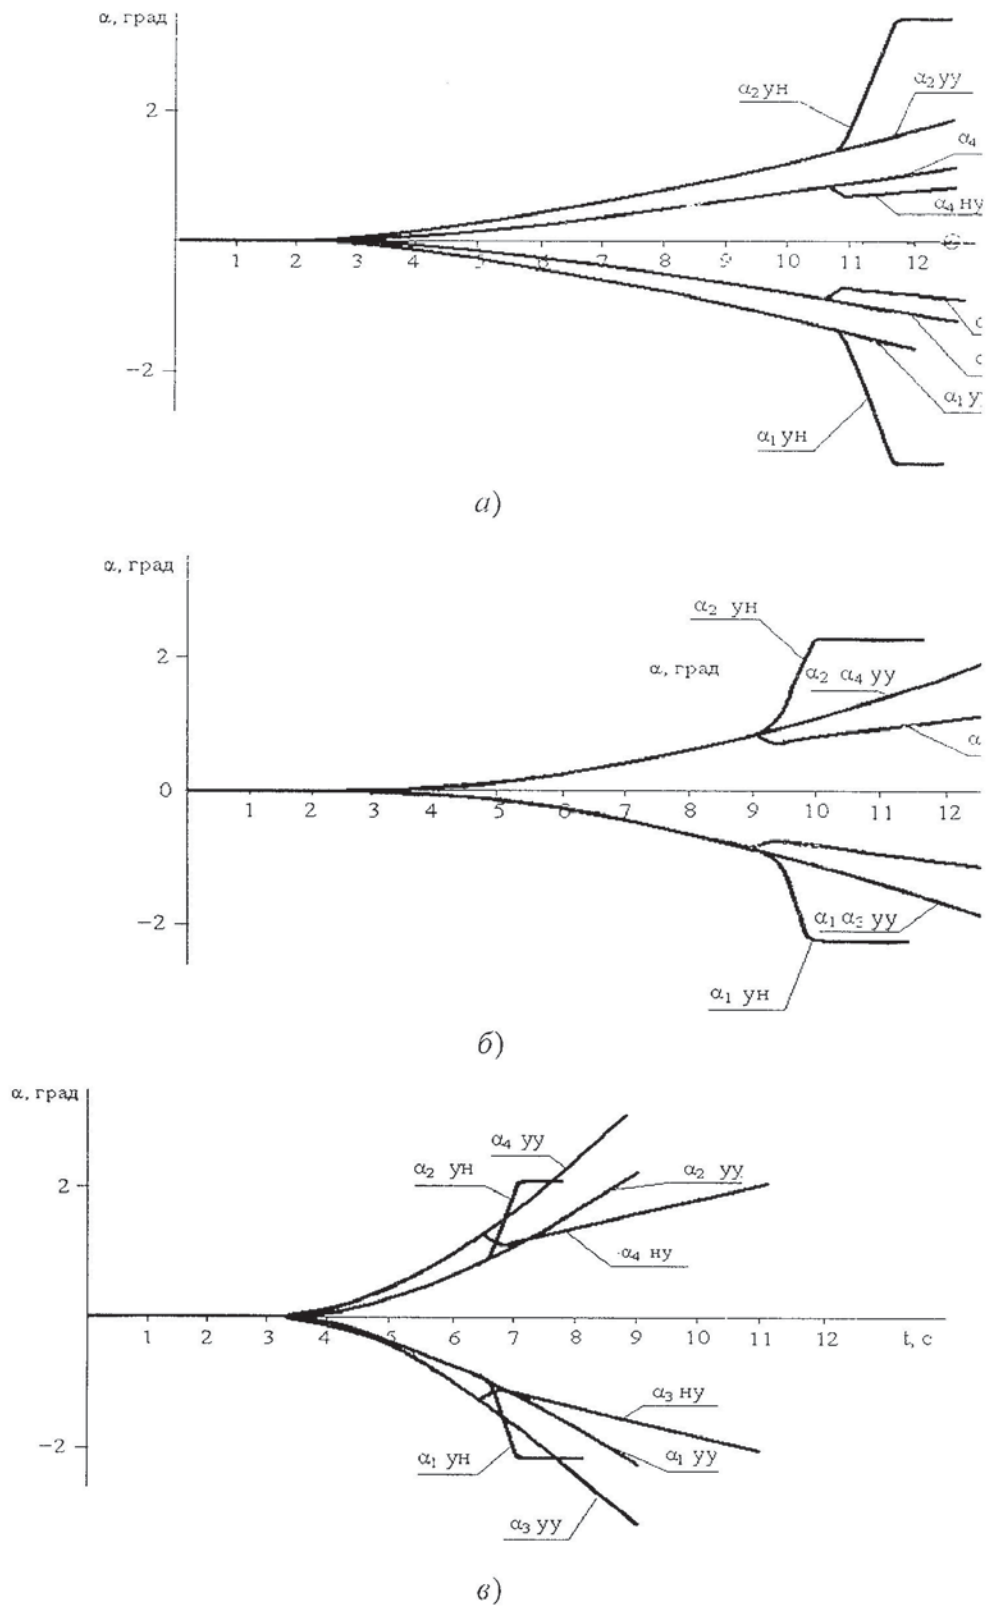 α, град
α₂ ун
α₂ уу
2
α₄
α₄ ну
1 2 3 4 5 6 7 8 9 10 11 12
-2
α₁ у
α₁ ун
а)
α, град
α₂ ун
2
α, град
α₂ α₄ уу
α
0
1 2 3 4 5 6 7 8 9 10 11 12
-2
α₁ α₃ уу
α₁ ун
б)
α, град
α₄ уу
α₂ ун
α₂ уу
2
α₄ ну
1 2 3 4 5 6 7 8 9 10 11 12 t, с
α₃ ну
-2
α₁ ун
α₁ уу
α₃ уу
в)